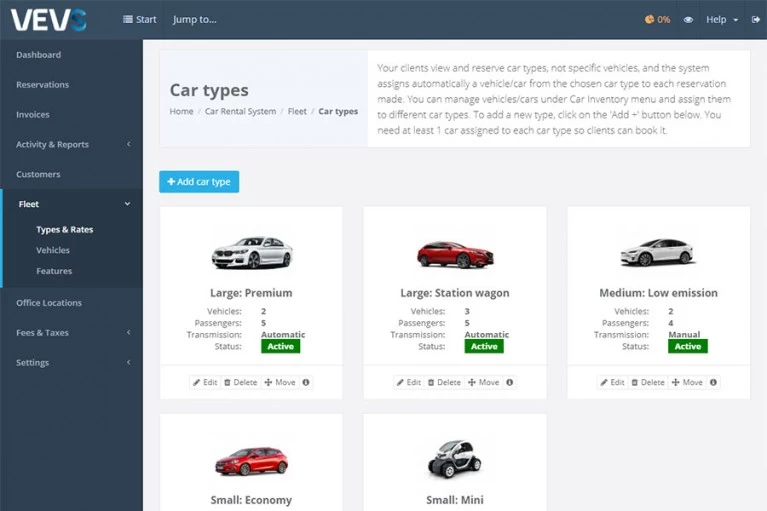 VEVS
Start
Jump to...
0%
Help
Dashboard
Reservations
Invoices
Activity & Reports
Customers
Fleet
Types & Rates
Vehicles
Features
Office Locations
Fees & Taxes
Settings
Car types
Home / Car Rental System / Fleet / Car types
Your clients view and reserve car types, not specific vehicles, and the system
assigns automatically a vehicle/car from the chosen car type to each reservation
made. You can manage vehicles/cars under Car Inventory menu and assign them
to different car types. To add a new type, click on the 'Add +' button below. You
need at least 1 car assigned to each car type so clients can book it.
+ Add car type
Large: Premium
Vehicles: 2
Passengers: 5
Transmission: Automatic
Status: Active
Edit Delete Move
Large: Station wagon
Vehicles: 3
Passengers: 5
Transmission: Automatic
Status: Active
Edit Delete Move
Medium: Low emission
Vehicles: 2
Passengers: 4
Transmission: Manual
Status: Active
Edit Delete Move
Small: Economy
Small: Mini